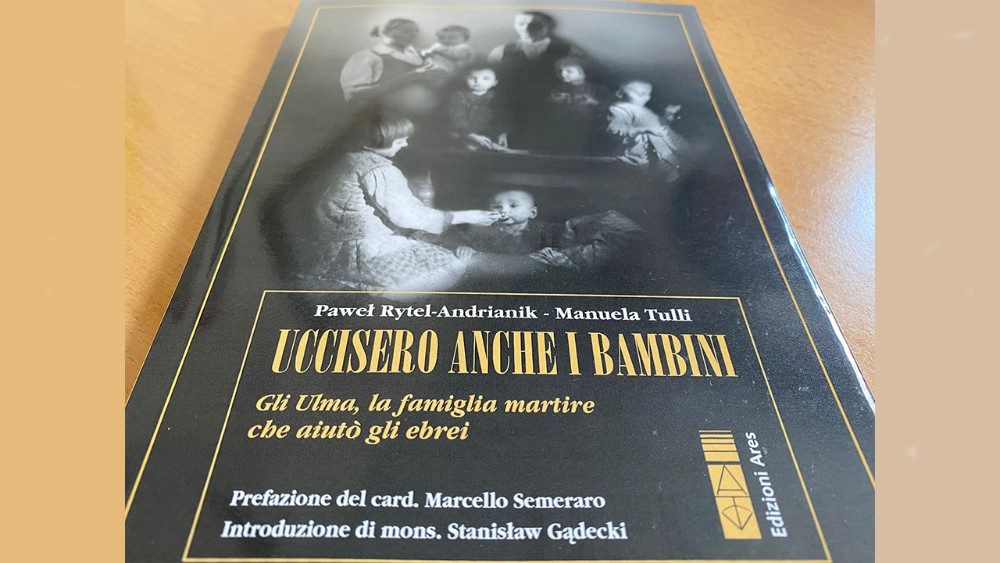 Paweł Rytel-Andrianik - Manuela Tulli
UCCISERO ANCHE I BAMBINI
Gli Ulma, la famiglia martire
che aiutò gli ebrei
Edizioni Ares
Prefazione del card. Marcello Semeraro
Introduzione di mons. Stanisław Gądecki